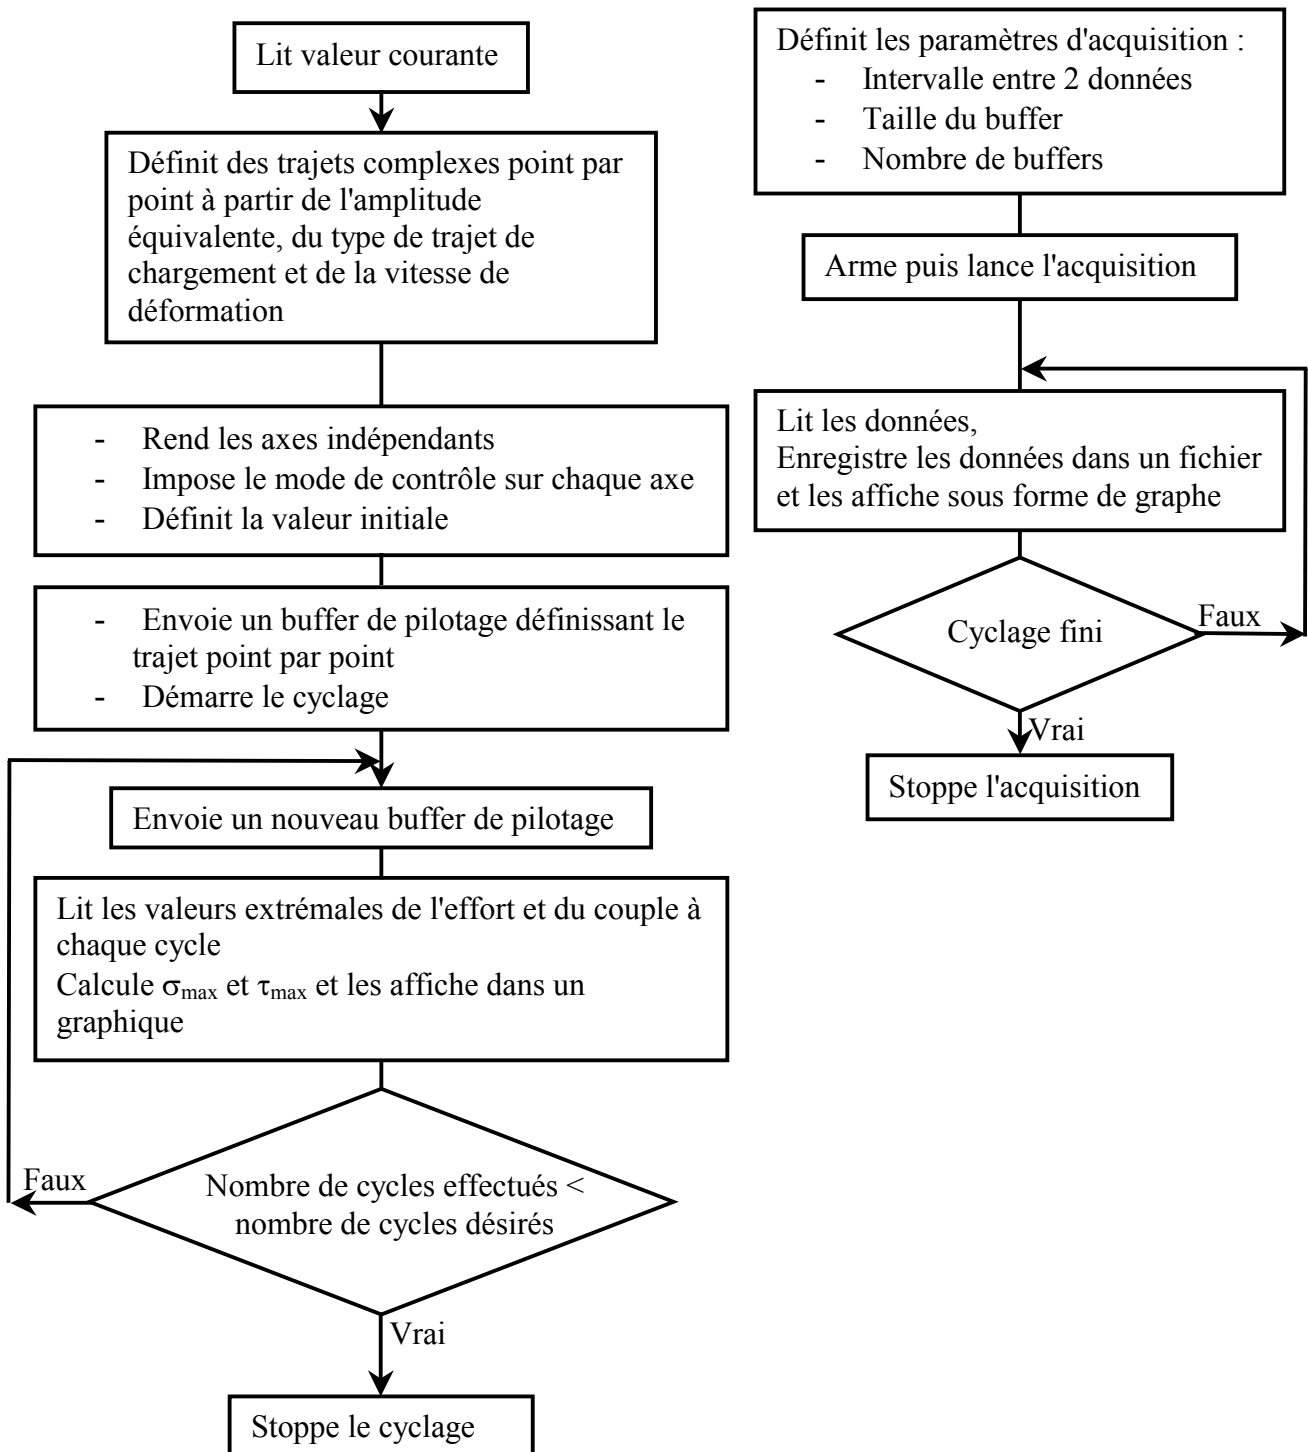 Lit valeur courante
Définit des trajets complexes point par
point à partir de l'amplitude
équivalente, du type de trajet de
chargement et de la vitesse de
déformation
- Rend les axes indépendants
- Impose le mode de contrôle sur chaque axe
- Définit la valeur initiale
- Envoie un buffer de pilotage définissant le
trajet point par point
- Démarre le cyclage
Envoie un nouveau buffer de pilotage
Lit les valeurs extrémales de l'effort et du couple à
chaque cycle
Calcule σmax et τmax et les affiche dans un
graphique
Faux
Nombre de cycles effectués <
nombre de cycles désirés
Vrai
Stoppe le cyclage
Définit les paramètres d'acquisition :
- Intervalle entre 2 données
- Taille du buffer
- Nombre de buffers
Arme puis lance l'acquisition
Lit les données,
Enregistre les données dans un fichier
et les affiche sous forme de graphe
Cyclage fini
Faux
Vrai
Stoppe l'acquisition